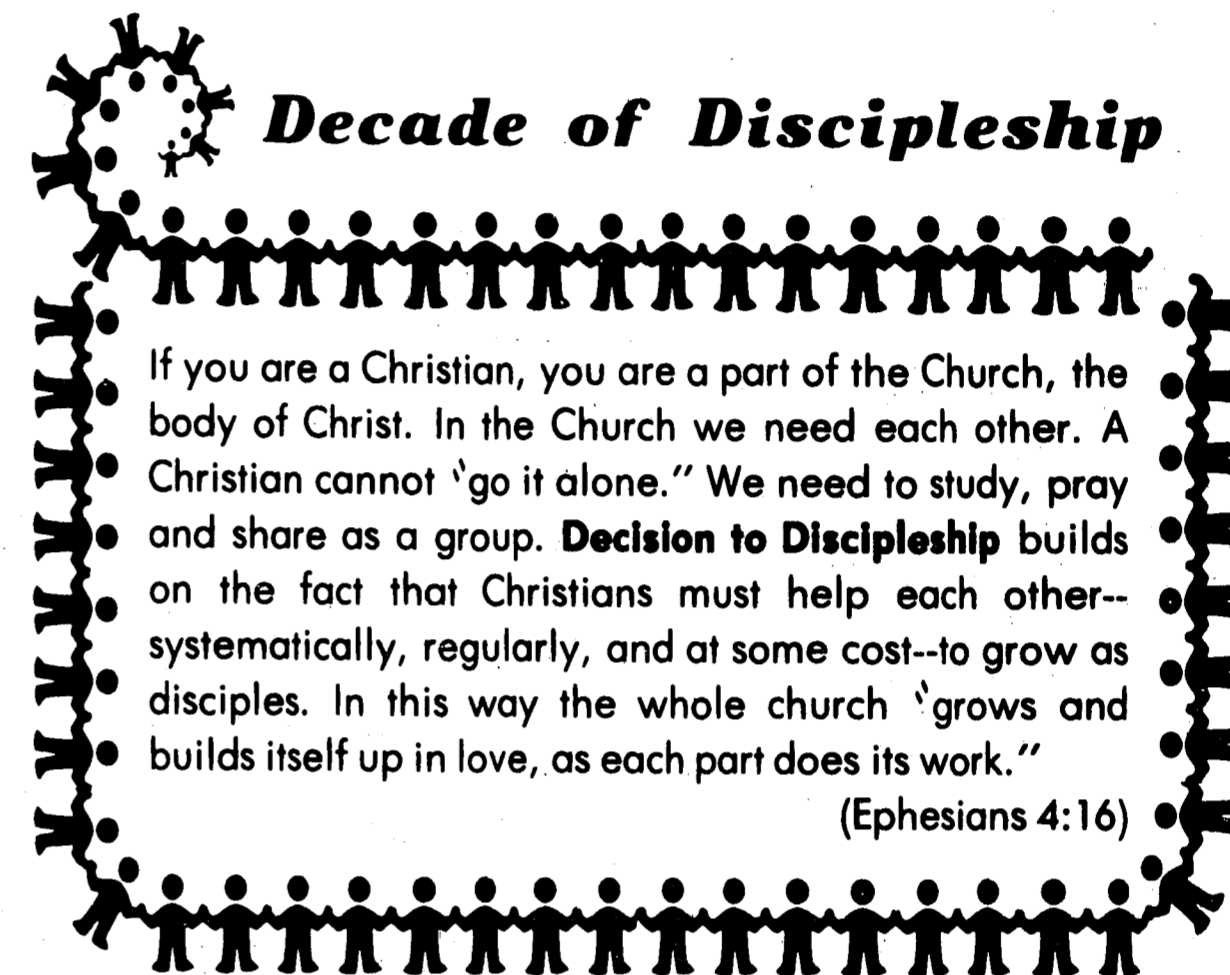 Decade of Discipleship
If you are a Christian, you are a part of the Church, the
body of Christ. In the Church we need each other. A
Christian cannot "go it alone." We need to study, pray
and share as a group. Decision to Discipleship builds
on the fact that Christians must help each other--
systematically, regularly, and at some cost--to grow as
disciples. In this way the whole church "grows and
builds itself up in love, as each part does its work."
(Ephesians 4:16)